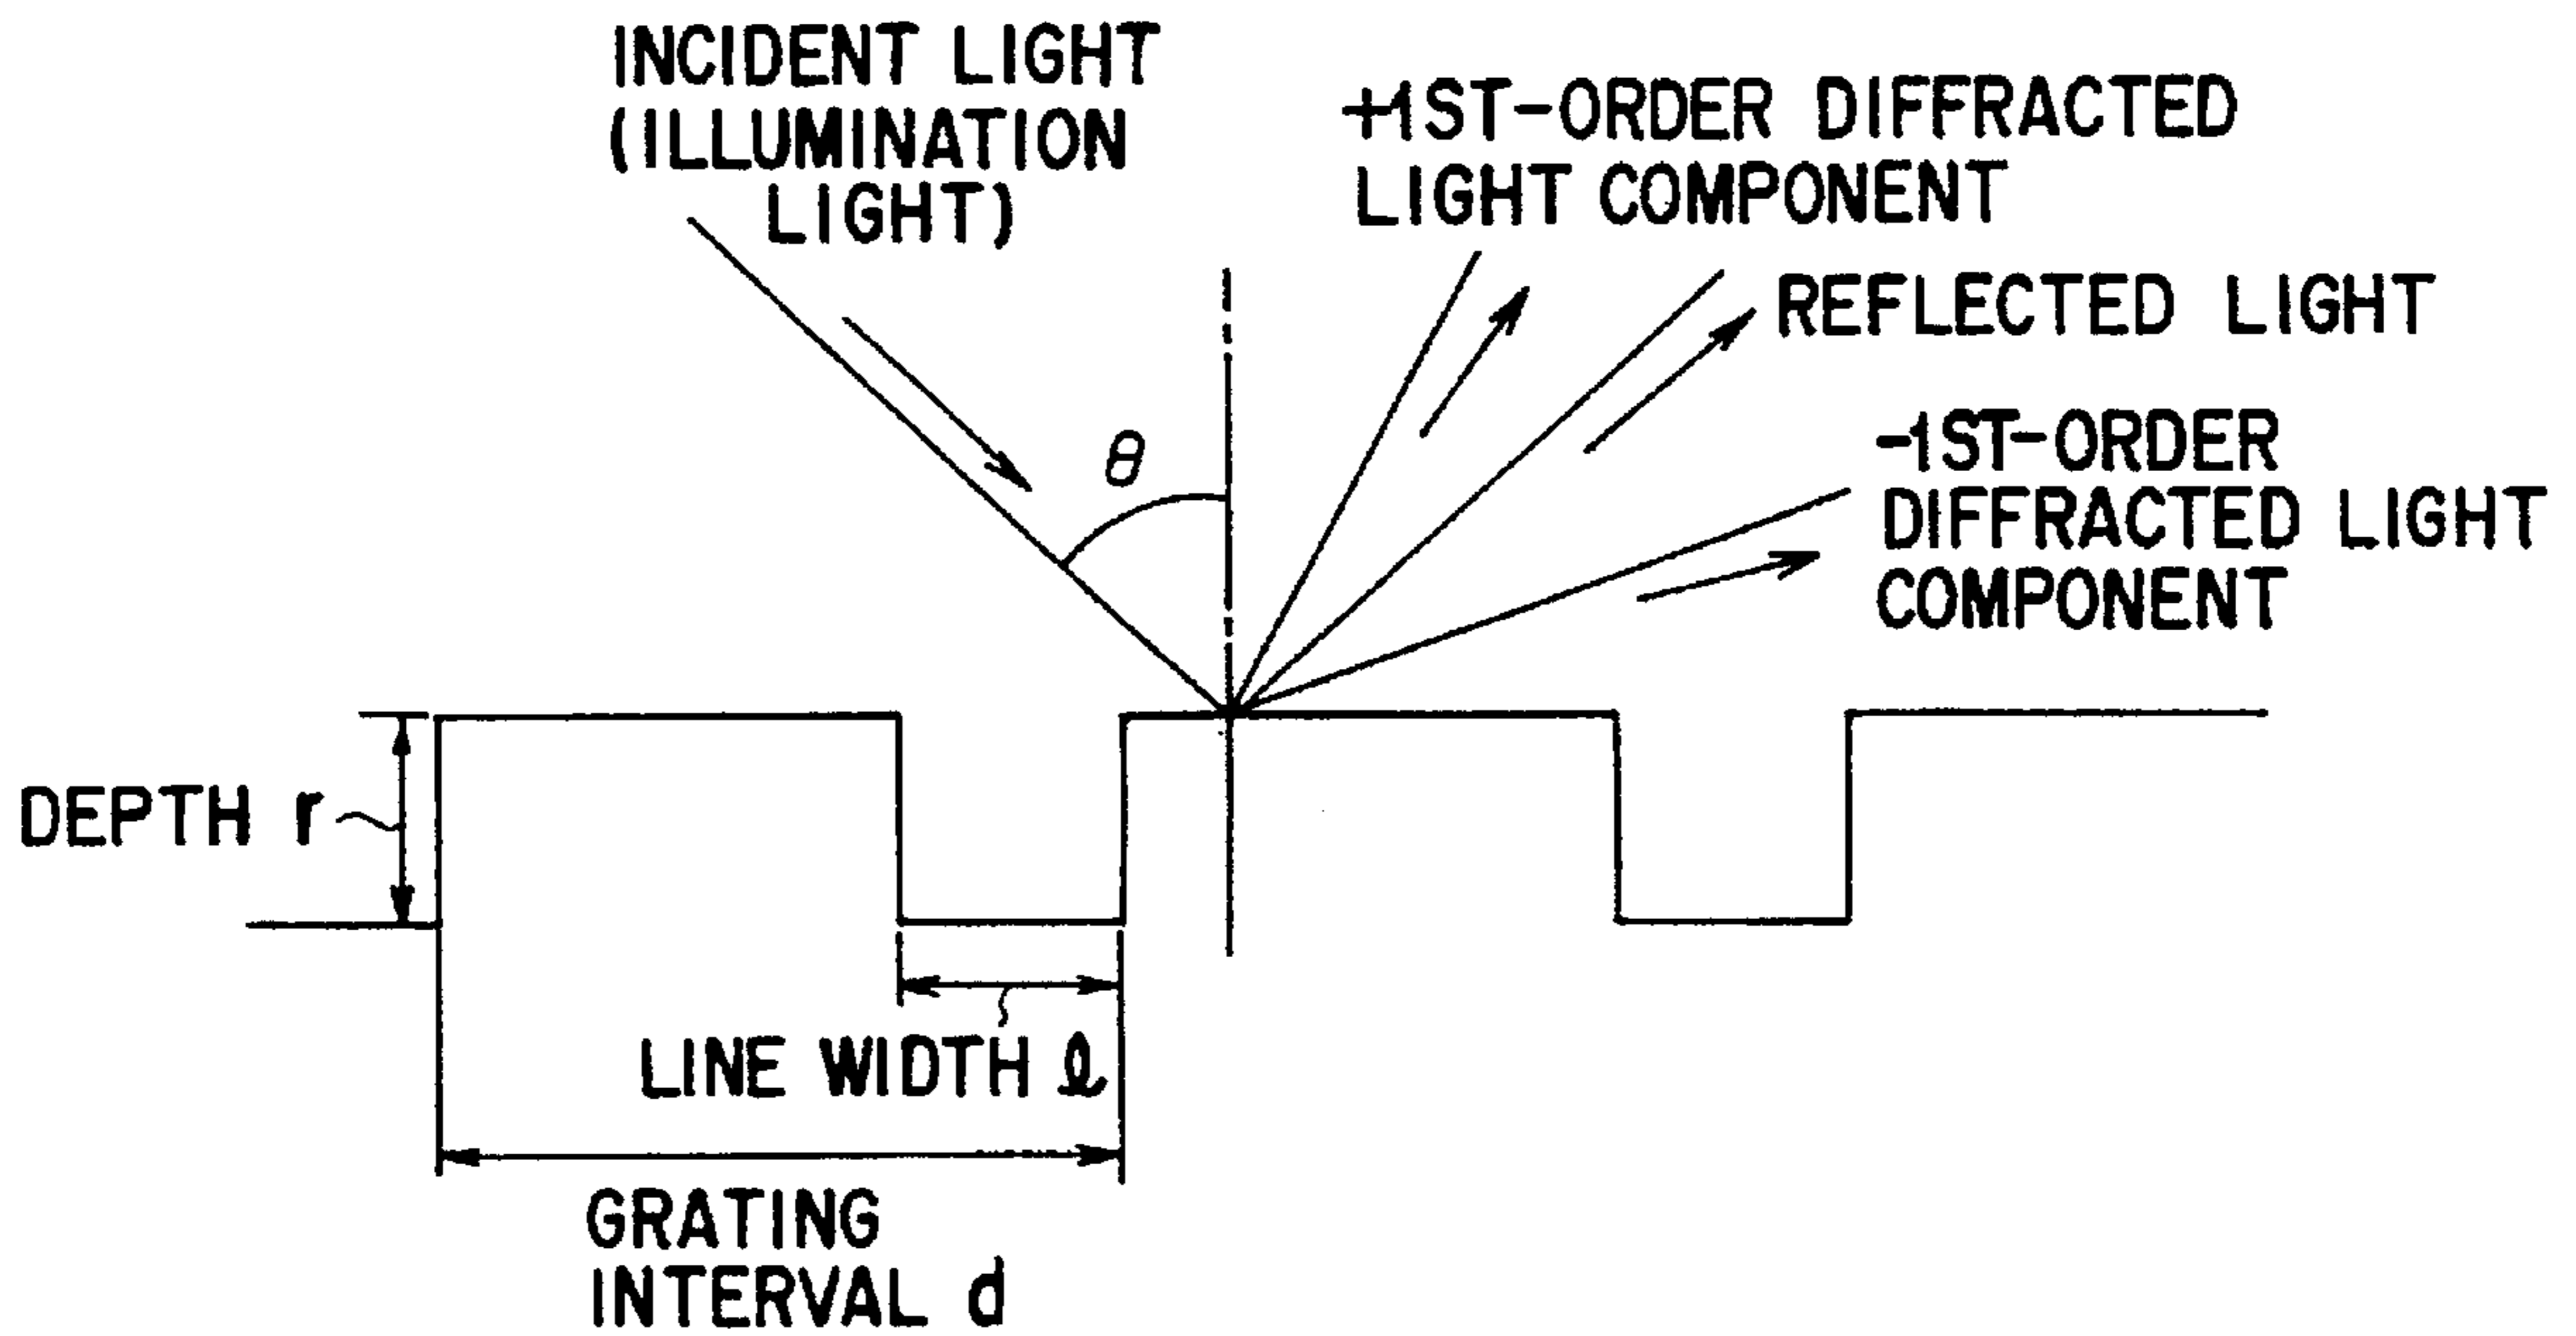 INCIDENT LIGHT
(ILLUMINATION
LIGHT)
+1ST-ORDER DIFFRACTED
LIGHT COMPONENT
REFLECTED LIGHT
-1ST-ORDER
DIFFRACTED LIGHT
COMPONENT
θ
DEPTH r
LINE WIDTH ℓ
GRATING
INTERVAL d